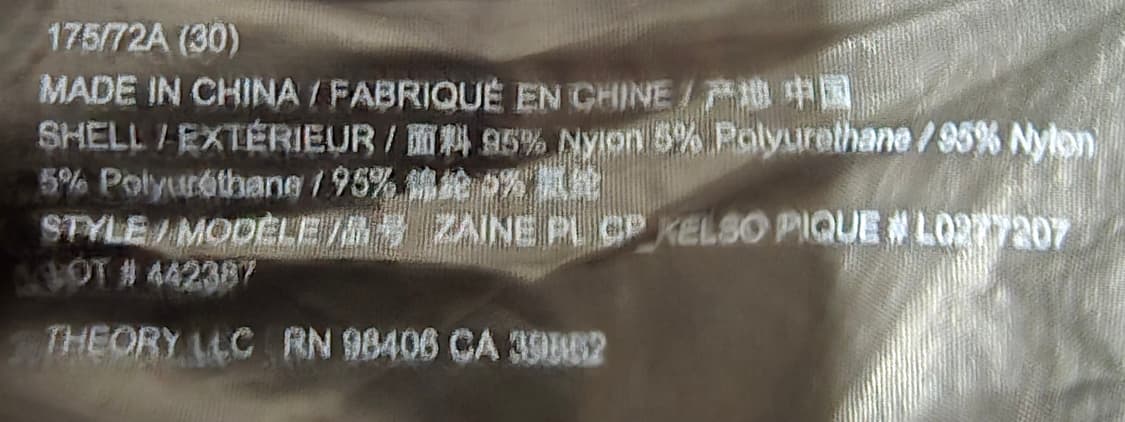 175/72A (30)
MADE IN CHINA / FABRIQUÉ EN CHINE / 产地 中国
SHELL / EXTÉRIEUR / 面料 95% Nylon 5% Polyurethane / 95% Nylon
5% Polyuréthane / 95% 锦纶 5% 氨纶
STYLE / MODÈLE / 品号 ZAINE PL CP_KELSO PIQUE # L0277207
LOT # 442387
THEORY LLC RN 98406 CA